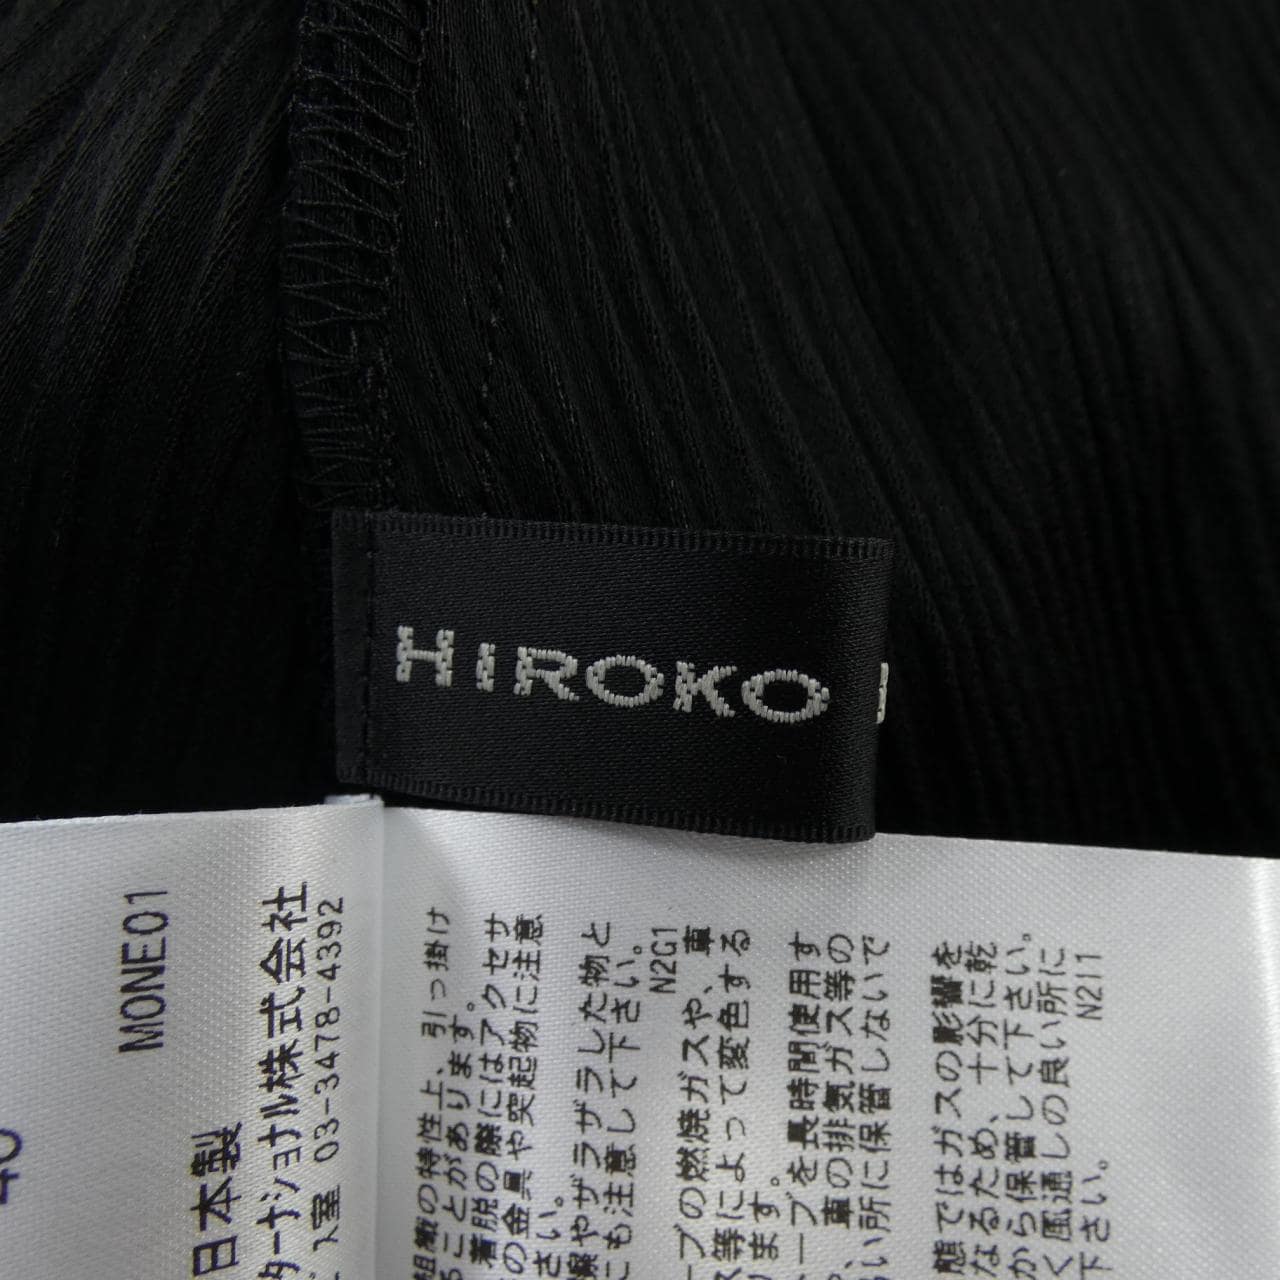 HIROKO
40
MONE01
日本製
ターナショナル株式会社
03-3478-4392
組織の特性上、引っ掛け
ることがあります。
着脱の際にはアクセサ
の金具や突起物に注意
さい。
やザラザラした物と
にも注意して下さい。
N2G1
ブの燃焼ガスや、車
ス等によって変色する
ります。
ーブを長時間使用す
車の排気ガス等の
い所に保管しないで
態ではガスの影響を
なるため、十分に乾
から保管して下さい。
く風通しの良い所に
下さい。
N2I1